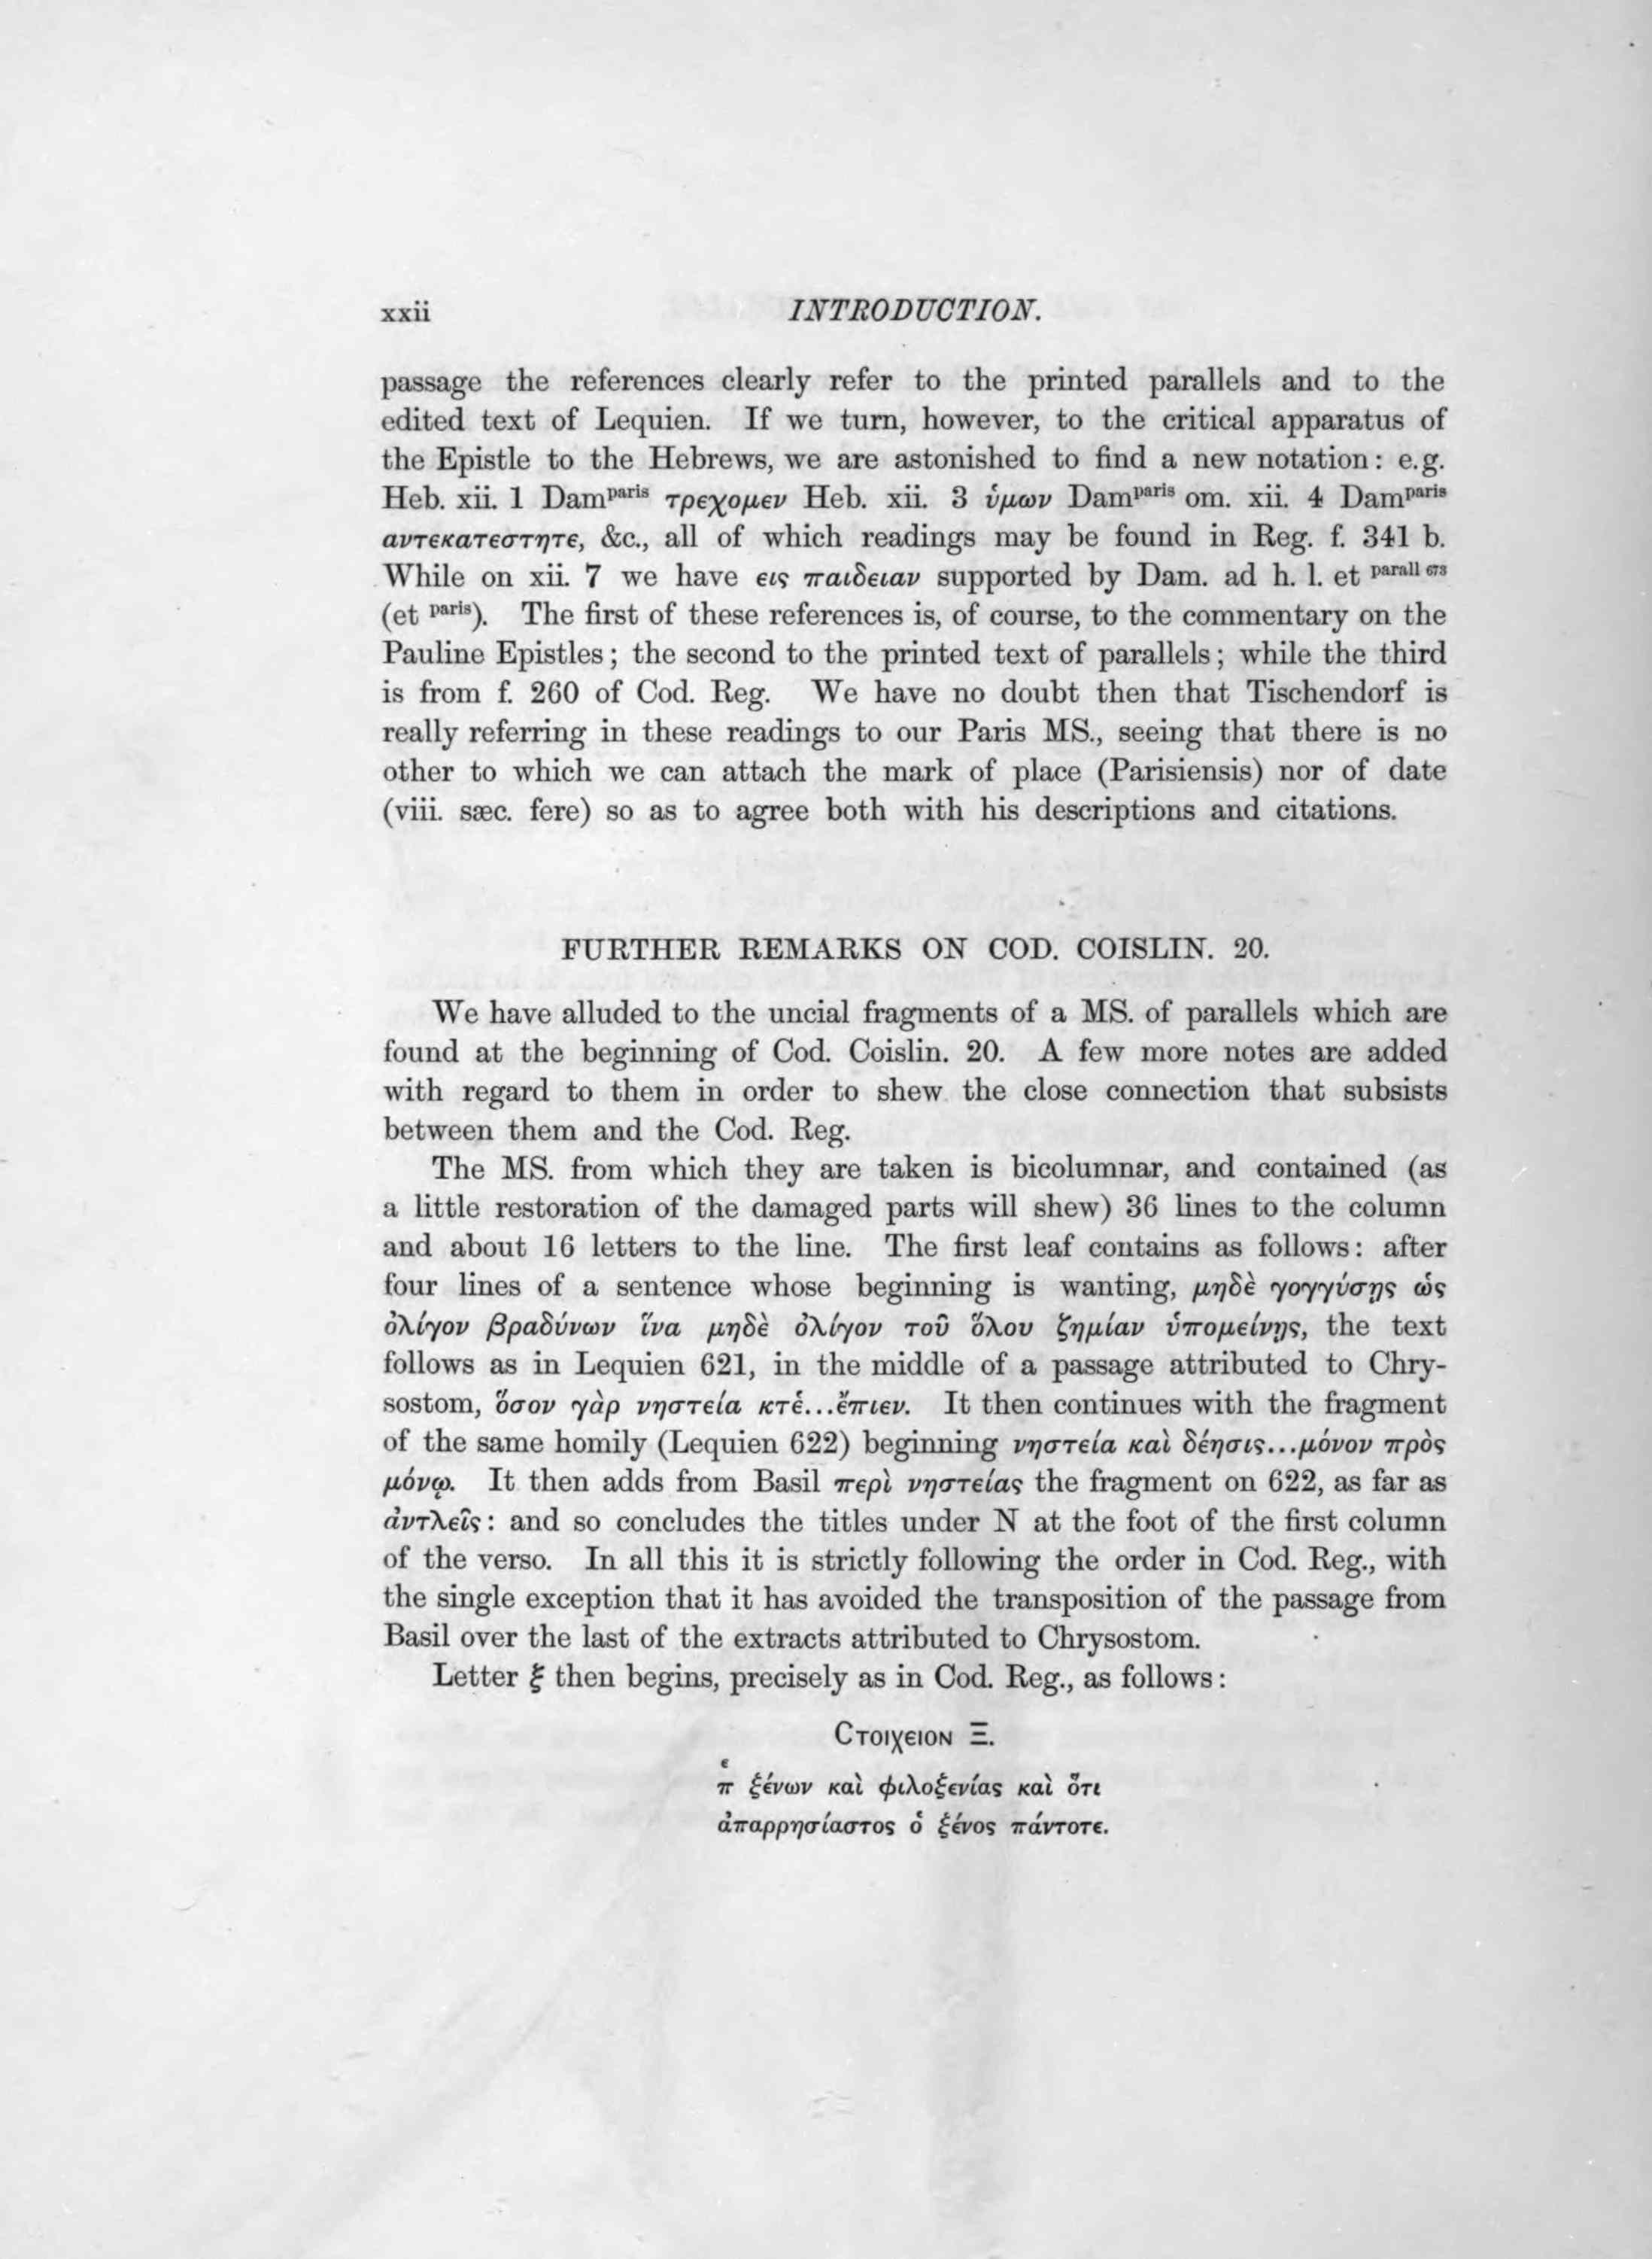 xxii INTRODUCTION.
passage the references clearly refer to the printed parallels and to the
edited text of Lequien. If we turn, however, to the critical apparatus of
the Epistle to the Hebrews, we are astonished to find a new notation: e.g.
Heb. xii. 1 Dam^paris τρεχομεν Heb. xii. 3 ὑμων Dam^paris om. xii. 4 Dam^paris
αντεκατεστητε, &c., all of which readings may be found in Reg. f. 341 b.
While on xii. 7 we have εις παιδειαν supported by Dam. ad h. l. et ^parall 673
(et ^paris). The first of these references is, of course, to the commentary on the
Pauline Epistles; the second to the printed text of parallels; while the third
is from f. 260 of Cod. Reg. We have no doubt then that Tischendorf is
really referring in these readings to our Paris MS., seeing that there is no
other to which we can attach the mark of place (Parisiensis) nor of date
(viii. sæc. fere) so as to agree both with his descriptions and citations.
FURTHER REMARKS ON COD. COISLIN. 20.
We have alluded to the uncial fragments of a MS. of parallels which are
found at the beginning of Cod. Coislin. 20. A few more notes are added
with regard to them in order to shew the close connection that subsists
between them and the Cod. Reg.
The MS. from which they are taken is bicolumnar, and contained (as
a little restoration of the damaged parts will shew) 36 lines to the column
and about 16 letters to the line. The first leaf contains as follows: after
four lines of a sentence whose beginning is wanting, μηδὲ γογγύσῃς ὡς
ὀλίγον βραδύνων ἵνα μηδὲ ὀλίγον τοῦ ὅλου ζημίαν ὑπομείνῃς, the text
follows as in Lequien 621, in the middle of a passage attributed to Chry-
sostom, ὅσον γὰρ νηστεία κτἑ...ἔπιεν. It then continues with the fragment
of the same homily (Lequien 622) beginning νηστεία καὶ δέησις...μόνον πρὸς
μόνῳ. It then adds from Basil περὶ νηστείας the fragment on 622, as far as
ἀντλεῖς: and so concludes the titles under N at the foot of the first column
of the verso. In all this it is strictly following the order in Cod. Reg., with
the single exception that it has avoided the transposition of the passage from
Basil over the last of the extracts attributed to Chrysostom.
Letter ξ then begins, precisely as in Cod. Reg., as follows:
Στοιχειον Ξ.
ε
π ξένων καὶ φιλοξενίας καὶ ὅτι
ἀπαρρησίαστος ὁ ξένος πάντοτε.